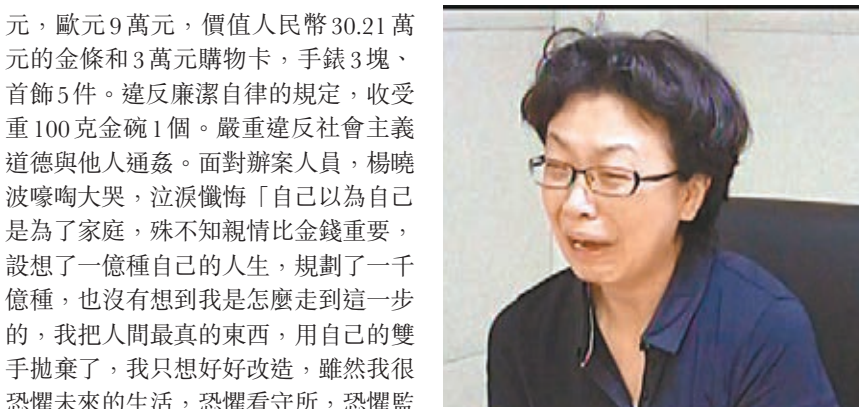 元，歐元9萬元，價值人民幣30.21萬
元的金條和3萬元購物卡，手錶3塊、
首飾5件。違反廉潔自律的規定，收受
重100克金碗1個。嚴重違反社會主義
道德與他人通姦。面對辦案人員，楊曉
波嚎啕大哭，泣淚懺悔「自己以為自己
是為了家庭，殊不知親情比金錢重要，
設想了一億種自己的人生，規劃了一千
億種，也沒有想到我是怎麼走到這一步
的，我把人間最真的東西，用自己的雙
手拋棄了，我只想好好改造，雖然我很
恐懼未來的生活，恐懼看守所，恐懼監